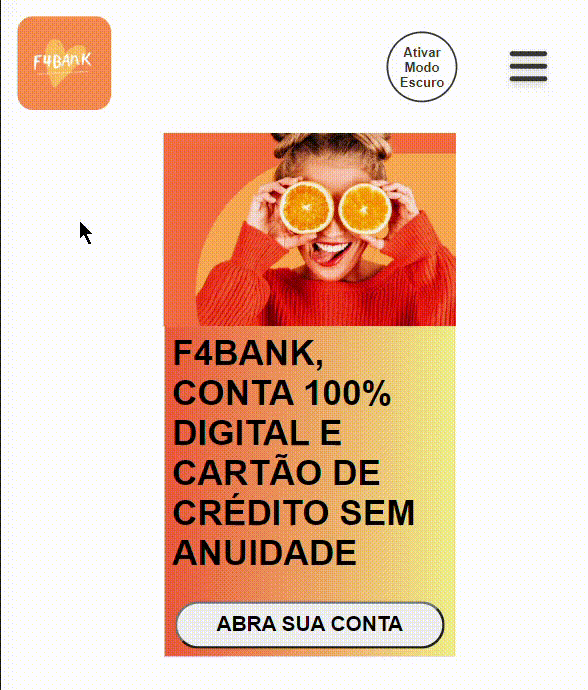 F4BANK
Ativar
Modo
Escuro
F4BANK,
CONTA 100%
DIGITAL E
CARTÃO DE
CRÉDITO SEM
ANUIDADE
ABRA SUA CONTA